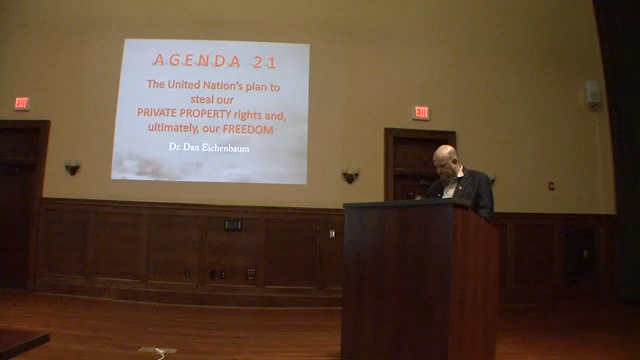 AGENDA 21
The United Nation's plan to
steal our
PRIVATE PROPERTY rights and,
ultimately, our FREEDOM
Dr. Dan Eichenbaum
EXIT
EXIT